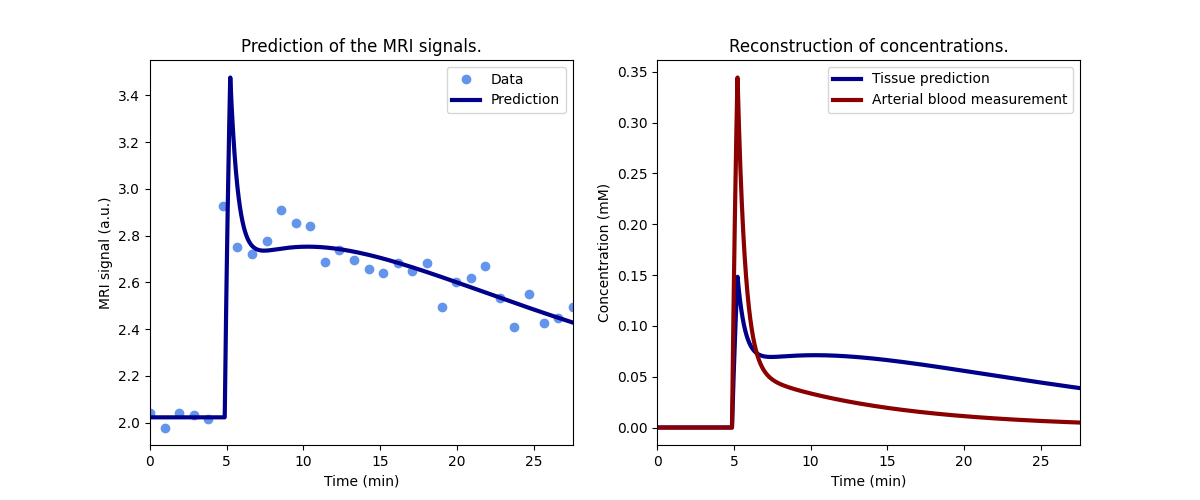 Prediction of the MRI signals.
MRI signal (a.u.)
3.4
3.2
3.0
2.8
2.6
2.4
2.2
2.0
Data
Prediction
0 5 10 15 20 25
Time (min)
Reconstruction of concentrations.
Concentration (mM)
0.35
0.30
0.25
0.20
0.15
0.10
0.05
0.00
Tissue prediction
Arterial blood measurement
0 5 10 15 20 25
Time (min)